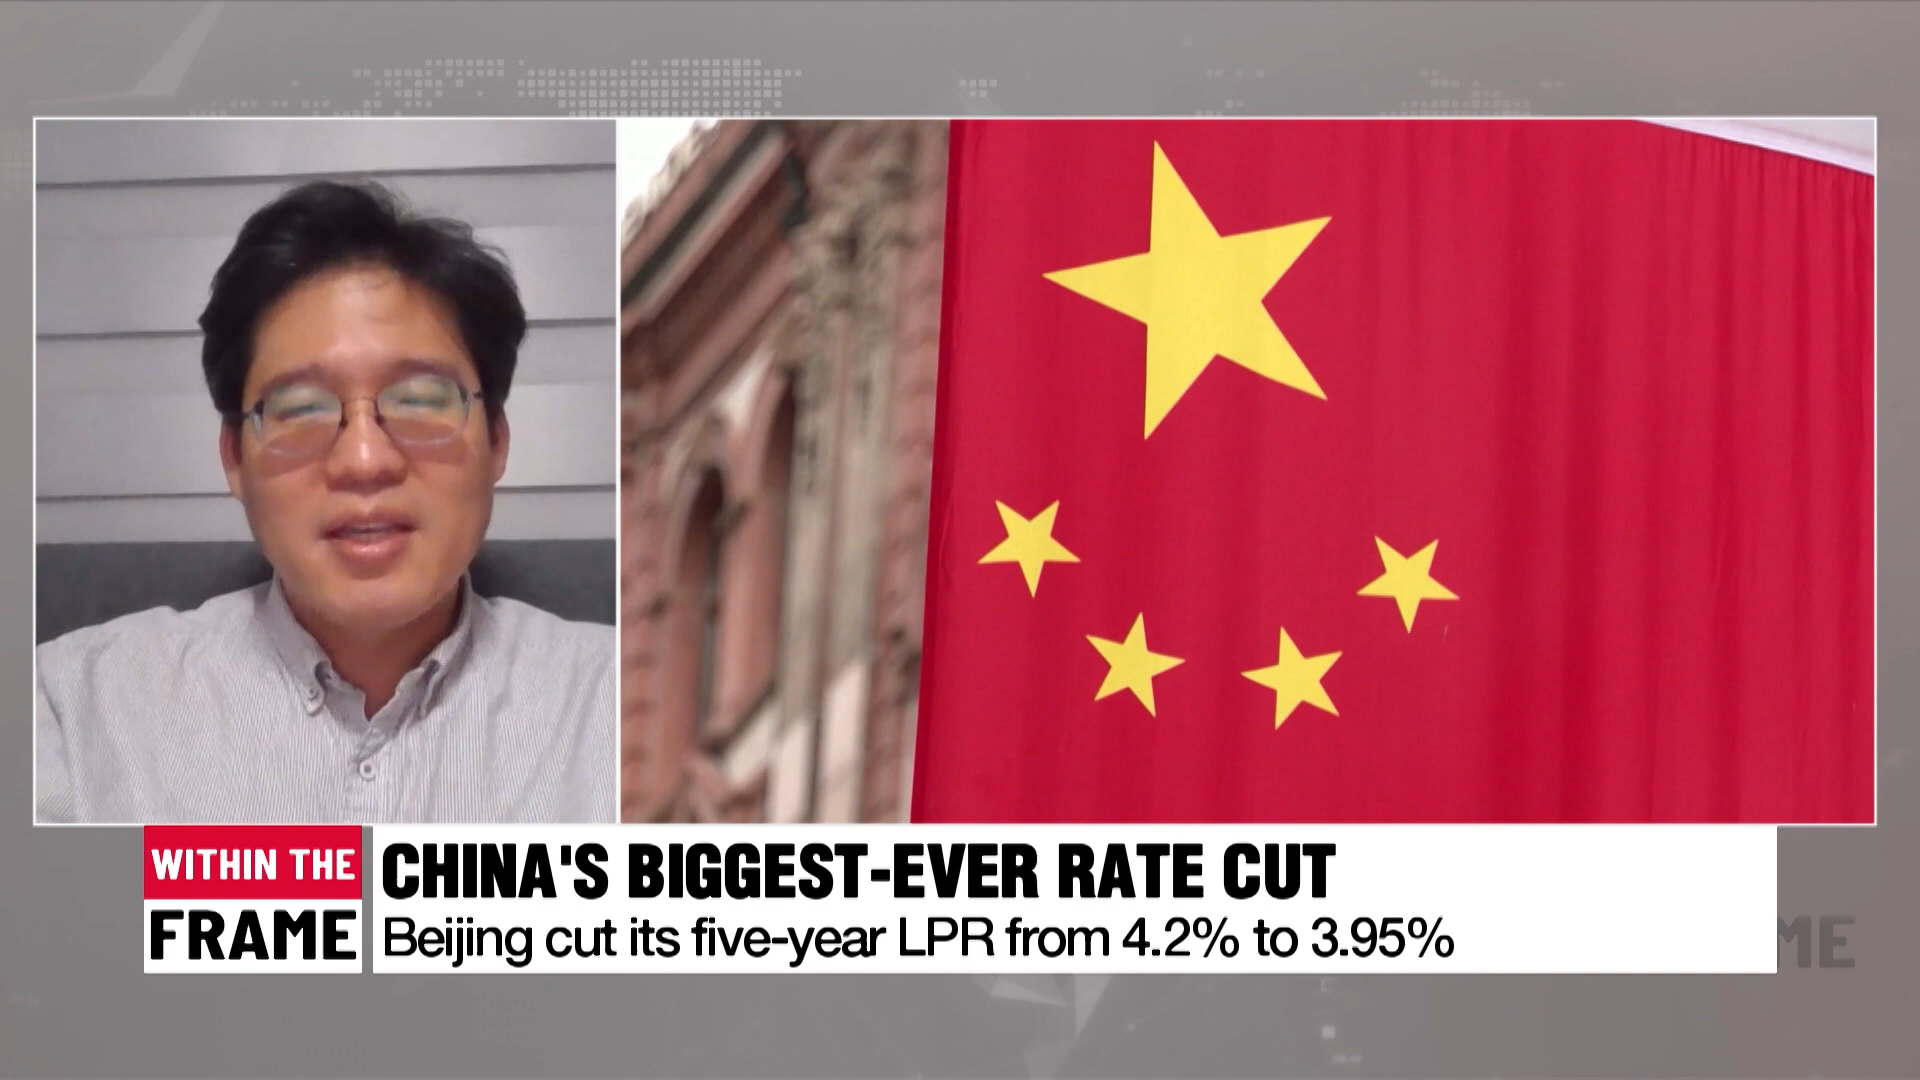 WITHIN THE
FRAME
CHINA'S BIGGEST-EVER RATE CUT
Beijing cut its five-year LPR from 4.2% to 3.95%
ME